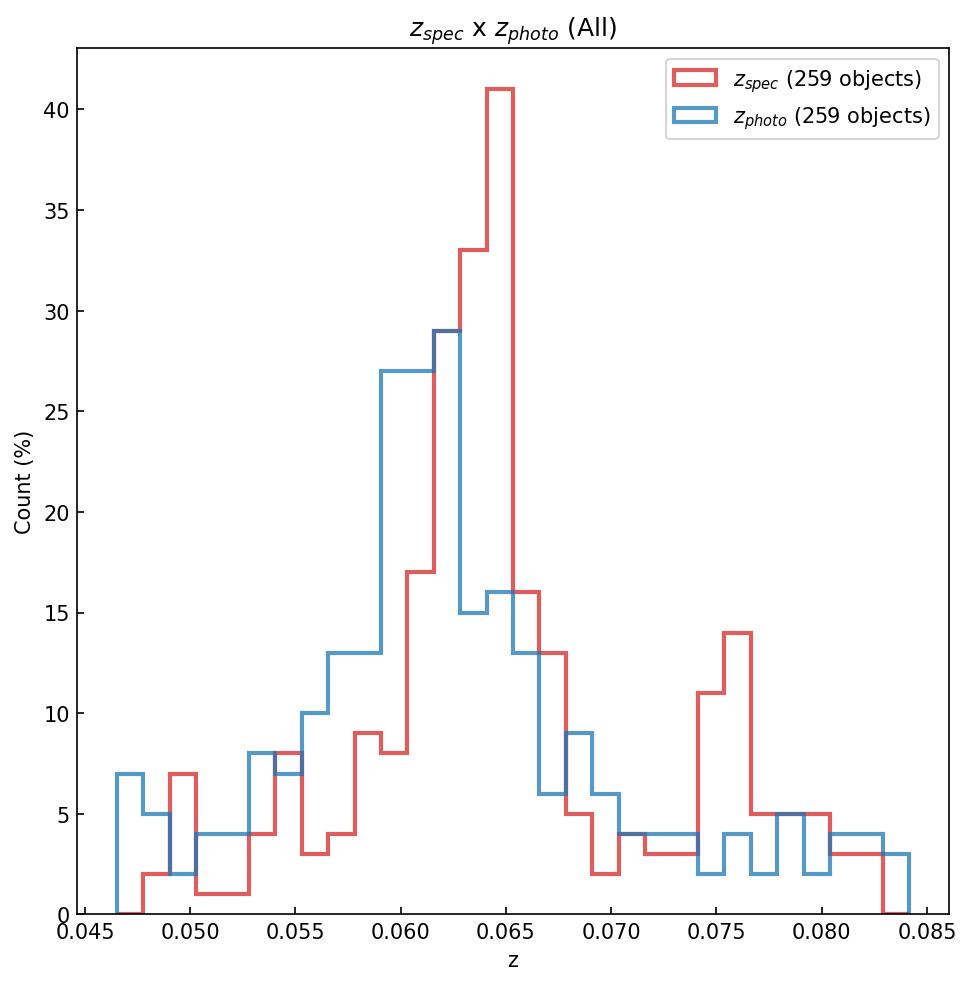 z_spec x z_photo (All)
z_spec (259 objects)
z_photo (259 objects)
Count (%)
40
35
30
25
20
15
10
5
0
0.045 0.050 0.055 0.060 0.065 0.070 0.075 0.080 0.085
z